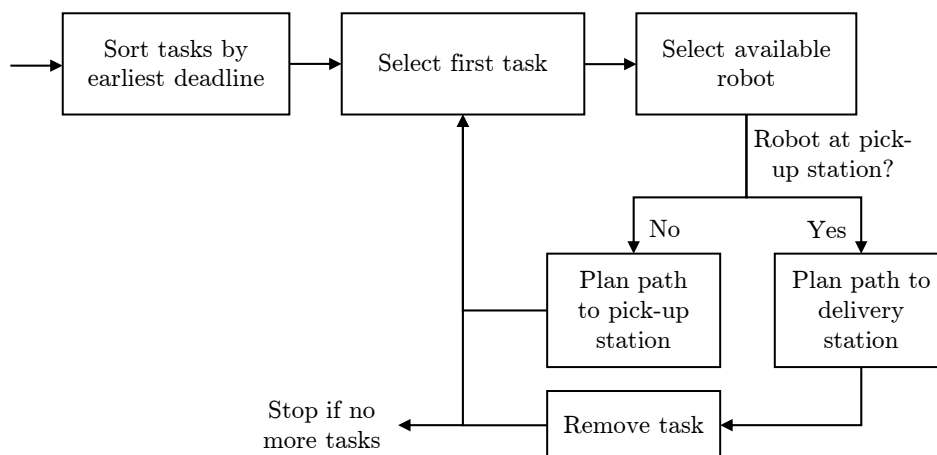 Sort tasks by
earliest deadline
Select first task
Select available
robot
Robot at pick-
up station?
No
Yes
Plan path
to pick-up
station
Plan path to
delivery
station
Stop if no
more tasks
Remove task